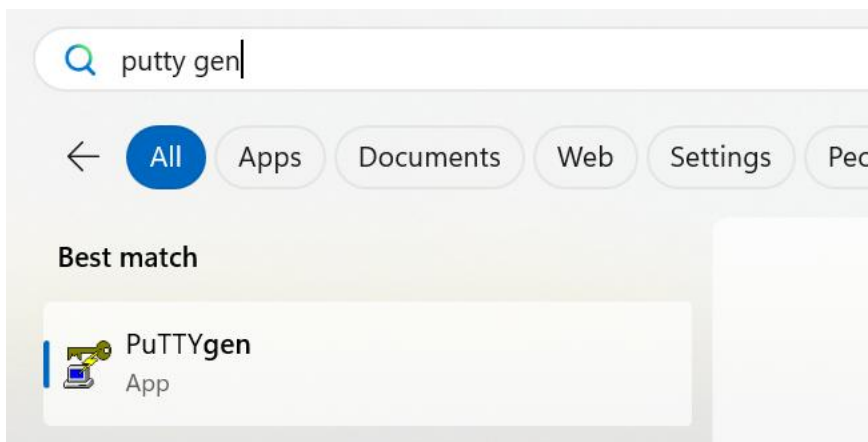 putty gen
All Apps Documents Web Settings
Best match
PuTTYgen
App